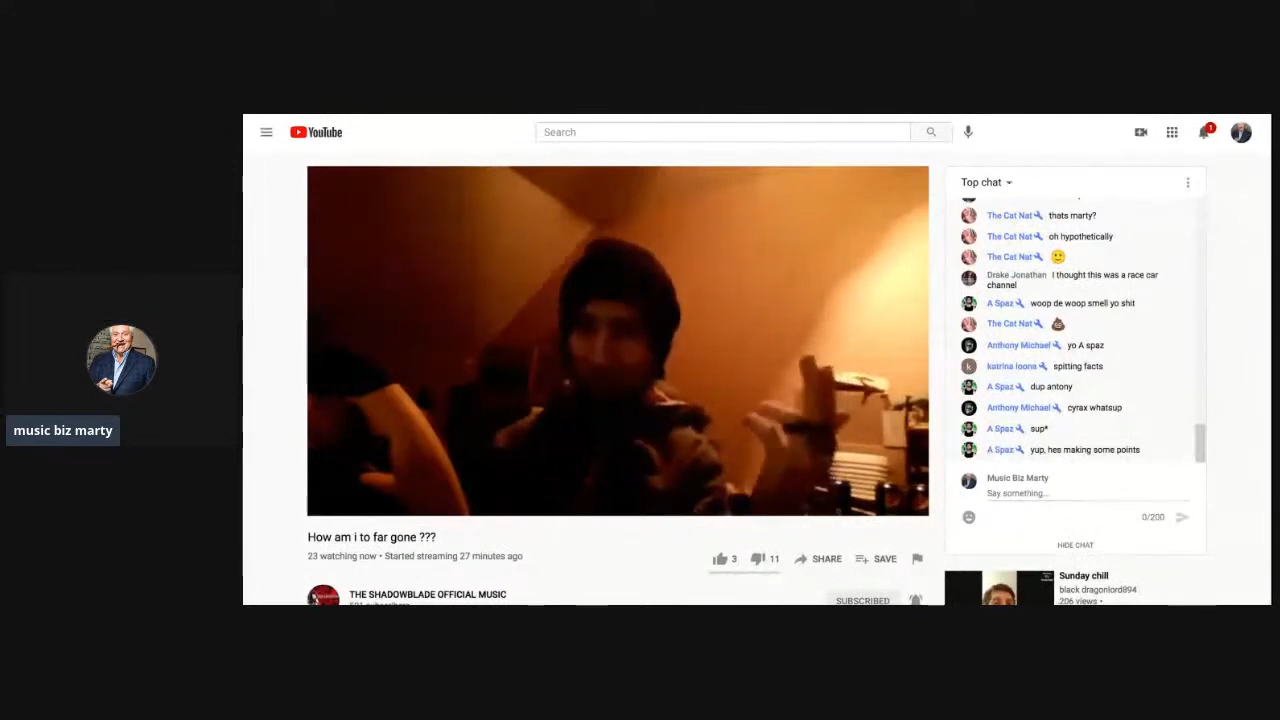 YouTube
Search
1
Top chat
The Cat Nat thats marty?
The Cat Nat oh hypothetically
The Cat Nat
Drake Jonathan I thought this was a race car
channel
A Spaz woop de woop smell yo shit
The Cat Nat
Anthony Michael yo A spaz
k katrina loons spitting facts
A Spaz dup antony
Anthony Michael cyrax whatsup
A Spaz sup*
A Spaz yup, hes making some points
Music Biz Marty
Say something...
0/200
HIDE CHAT
music biz marty
How am i to far gone ???
23 watching now • Started streaming 27 minutes ago
3 11 SHARE SAVE
THE SHADOWBLADE OFFICIAL MUSIC
SUBSCRIBED
Sunday chill
black dragonlord894
206 views •